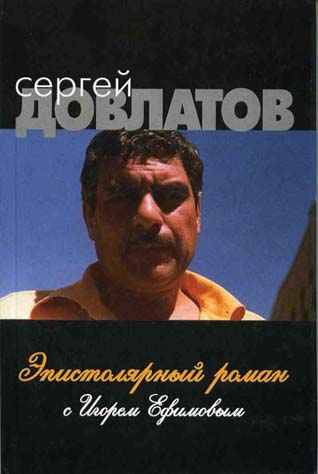 сергей
ДОВЛАТОВ
Эпистолярный роман
с Игорем Ефимовым